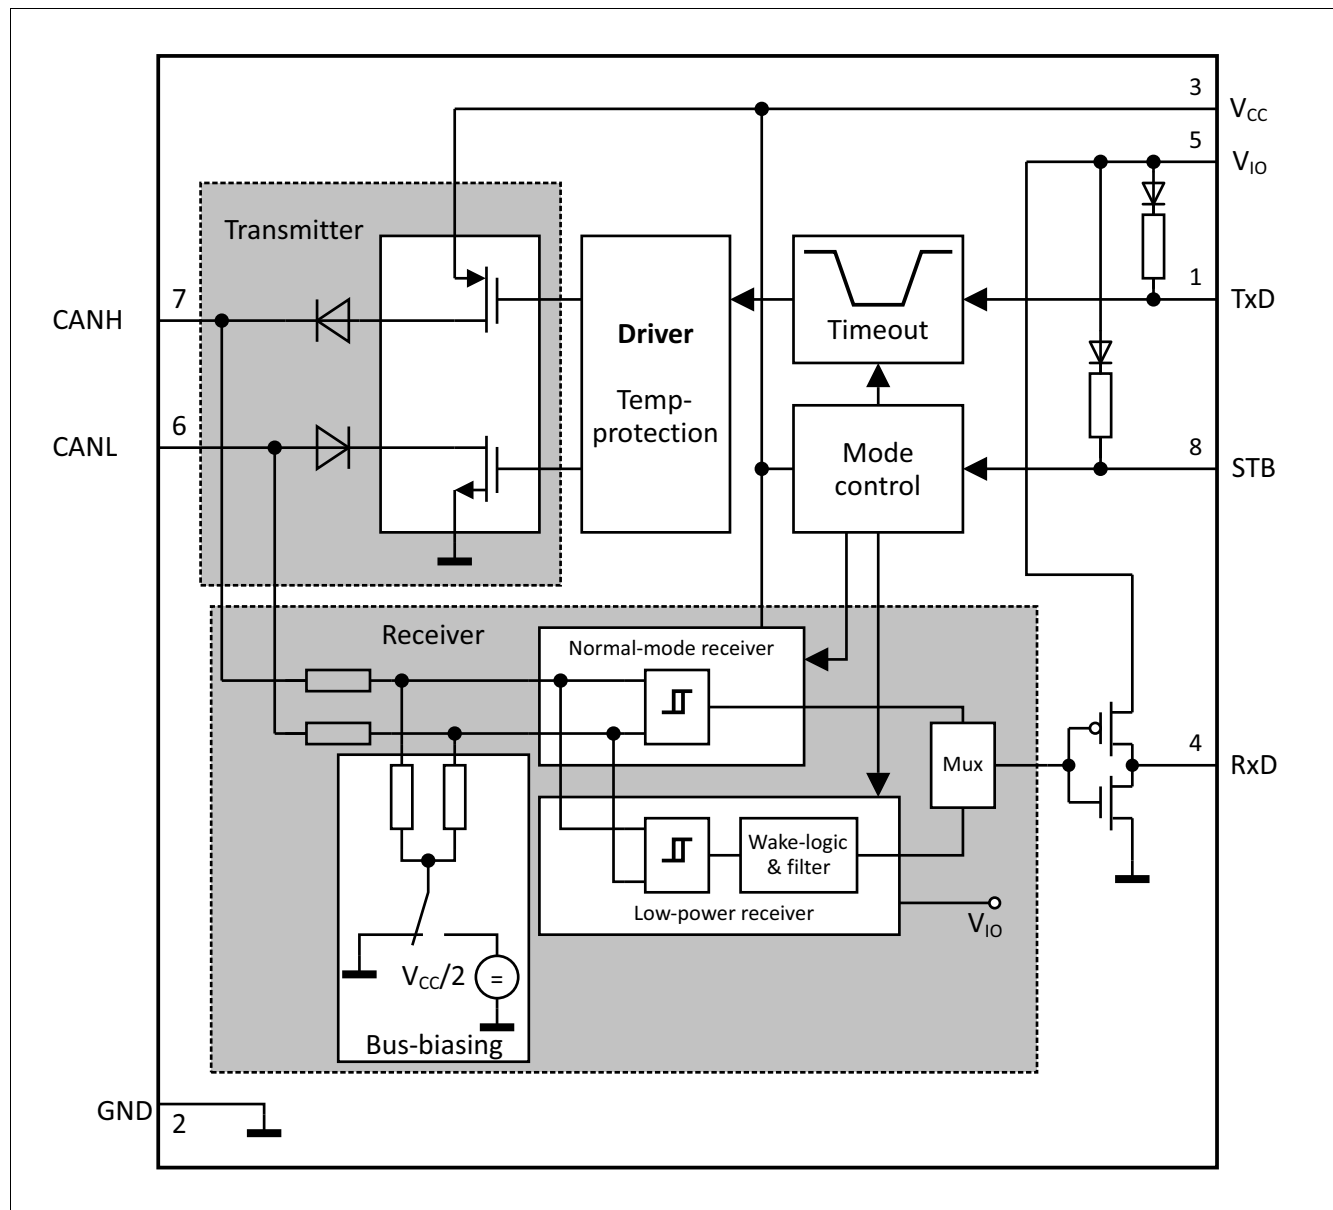 3
VCC
5
VIO
Transmitter
7
CANH
1
TxD
Timeout
Driver
Temp-
protection
6
CANL
Mode
control
8
STB
Receiver
Normal-mode receiver
4
Mux
RxD
Wake-logic
& filter
Low-power receiver
VIO
VCC/2
=
Bus-biasing
GND
2